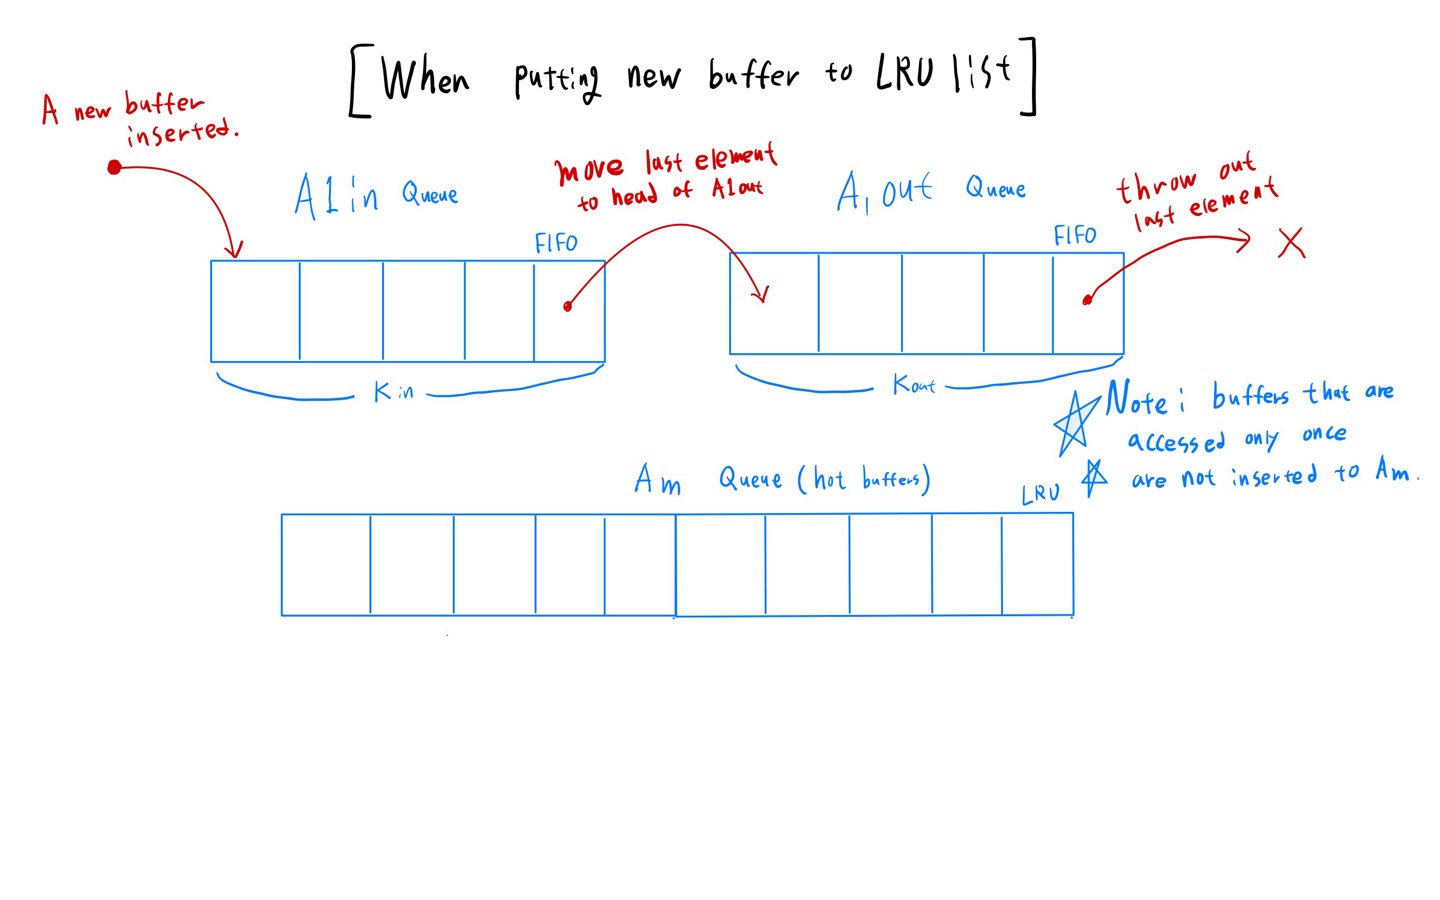 [When putting new buffer to LRU list]
A new buffer
inserted.
A1in Queue
move last element
to head of A1out
A1out Queue
throw out
last element
FIFO
FIFO
X
Kin
Kout
Note: buffers that are
accessed only once
are not inserted to Am.
Am Queue (hot buffers)
LRU